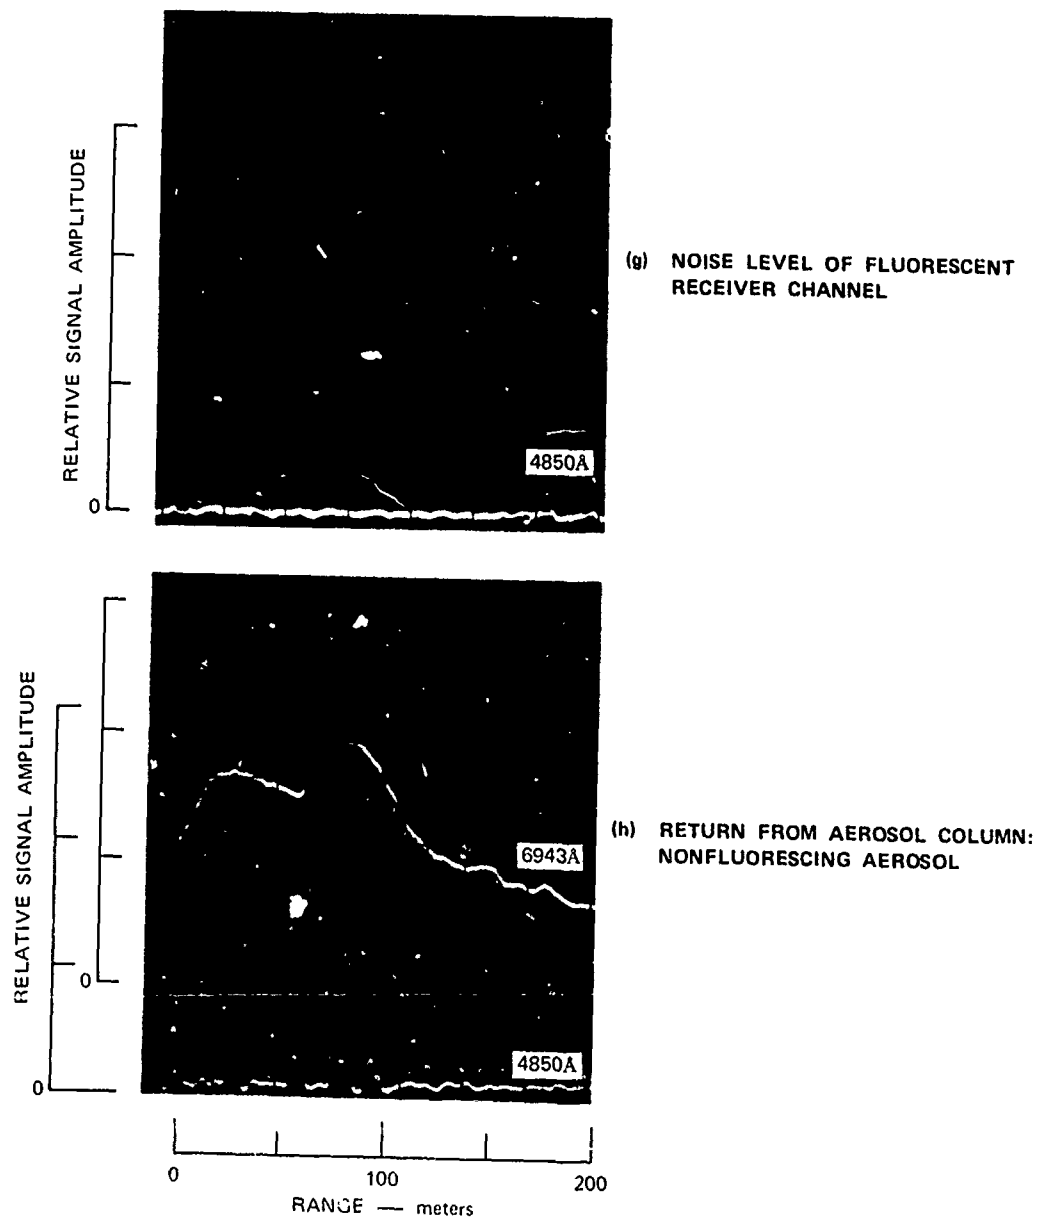 RELATIVE SIGNAL AMPLITUDE
0
4850Å
(g) NOISE LEVEL OF FLUORESCENT
RECEIVER CHANNEL
RELATIVE SIGNAL AMPLITUDE
0
0
6943Å
4850Å
(h) RETURN FROM AEROSOL COLUMN:
NONFLUORESCING AEROSOL
0
100
200
RANGE — meters